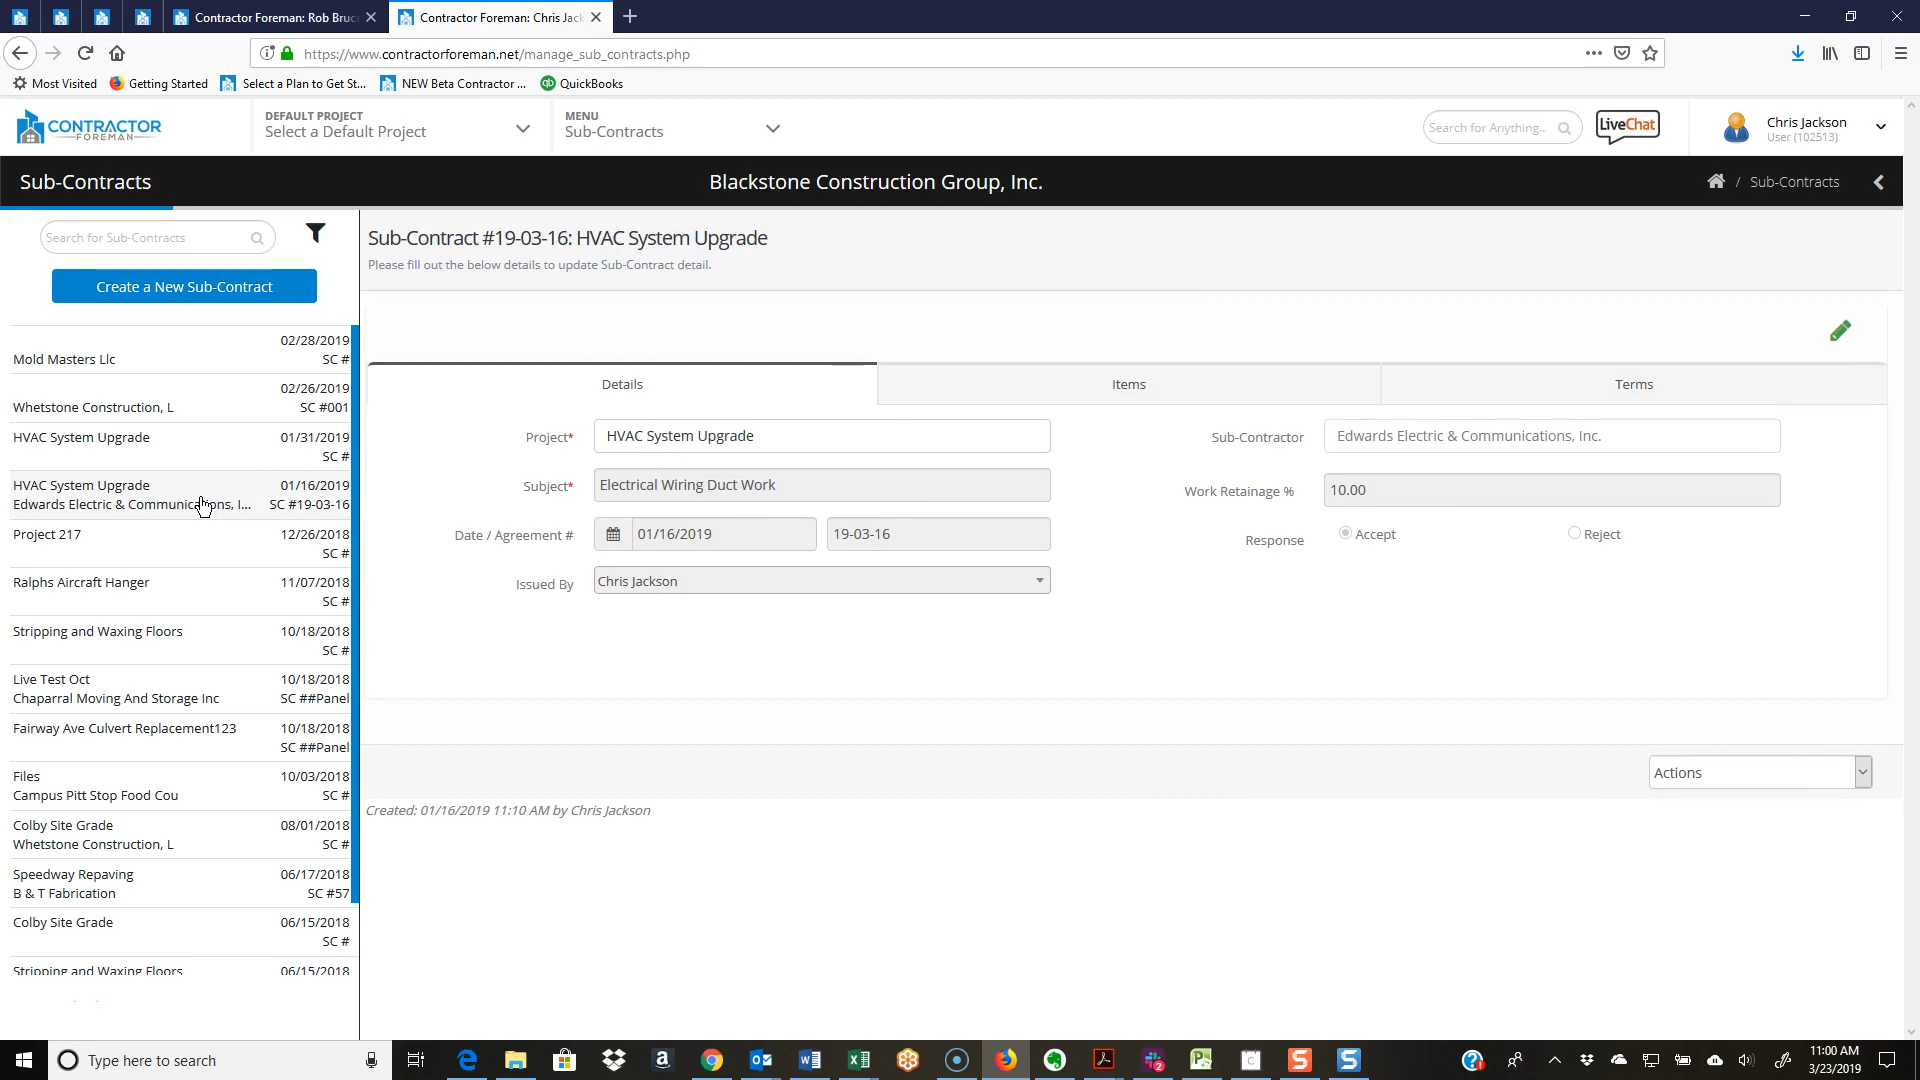 Contractor Foreman: Rob Bruc
Contractor Foreman: Chris Jack
https://www.contractorforeman.net/manage_sub_contracts.php
Most Visited
Getting Started
Select a Plan to Get St...
NEW Beta Contractor ...
QuickBooks
CONTRACTOR
FOREMAN
DEFAULT PROJECT
Select a Default Project
MENU
Sub-Contracts
Search for Anything..
LiveChat
Chris Jackson
User (102513)
Sub-Contracts
Blackstone Construction Group, Inc.
/ Sub-Contracts
Search for Sub-Contracts
Create a New Sub-Contract
02/28/2019
Mold Masters Llc SC #
02/26/2019
Whetstone Construction, L SC #001
HVAC System Upgrade 01/31/2019
SC #
HVAC System Upgrade 01/16/2019
Edwards Electric & Communications, I... SC #19-03-16
Project 217 12/26/2018
SC #
Ralphs Aircraft Hanger 11/07/2018
SC #
Stripping and Waxing Floors 10/18/2018
SC #
Live Test Oct 10/18/2018
Chaparral Moving And Storage Inc SC ##Panel
Fairway Ave Culvert Replacement123 10/18/2018
SC ##Panel
Files 10/03/2018
Campus Pitt Stop Food Cou SC #
Colby Site Grade 08/01/2018
Whetstone Construction, L SC #
Speedway Repaving 06/17/2018
B & T Fabrication SC #57
Colby Site Grade 06/15/2018
SC #
Stripping and Waxing Floors 06/15/2018
Sub-Contract #19-03-16: HVAC System Upgrade
Please fill out the below details to update Sub-Contract detail.
Details
Items
Terms
Project* HVAC System Upgrade
Subject* Electrical Wiring Duct Work
Date / Agreement # 01/16/2019 19-03-16
Issued By Chris Jackson
Sub-Contractor Edwards Electric & Communications, Inc.
Work Retainage % 10.00
Response Accept Reject
Actions
Created: 01/16/2019 11:10 AM by Chris Jackson
Type here to search
11:00 AM
3/23/2019